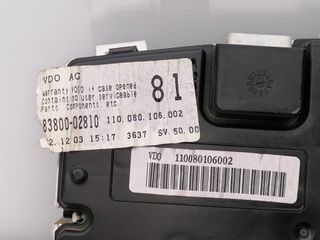 VDO AG
Warranty VOID if case opened.
Contains no user serviceable
Parts, Components, etc
81
83800-02810 110.080.106.002
2.12.03 15:17 3637 SV.50.00
VDO 110080106002